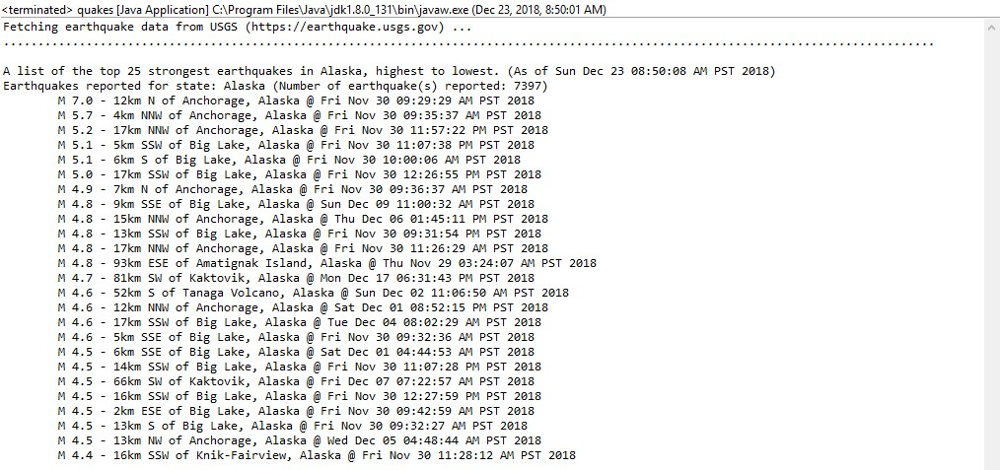 <terminated> quakes [Java Application] C:\Program Files\Java\jdk1.8.0_131\bin\javaw.exe (Dec 23, 2018, 8:50:01 AM)
Fetching earthquake data from USGS (https://earthquake.usgs.gov) ...
....................................................................................................................................
A list of the top 25 strongest earthquakes in Alaska, highest to lowest. (As of Sun Dec 23 08:50:08 AM PST 2018)
Earthquakes reported for state: Alaska (Number of earthquake(s) reported: 7397)
M 7.0 - 12km N of Anchorage, Alaska @ Fri Nov 30 09:29:29 AM PST 2018
M 5.7 - 4km NNW of Anchorage, Alaska @ Fri Nov 30 09:35:37 AM PST 2018
M 5.2 - 17km NNW of Anchorage, Alaska @ Fri Nov 30 11:57:22 PM PST 2018
M 5.1 - 5km SSW of Big Lake, Alaska @ Fri Nov 30 11:07:38 PM PST 2018
M 5.1 - 6km S of Big Lake, Alaska @ Fri Nov 30 10:00:06 AM PST 2018
M 5.0 - 17km SSW of Big Lake, Alaska @ Fri Nov 30 12:26:55 PM PST 2018
M 4.9 - 7km N of Anchorage, Alaska @ Fri Nov 30 09:36:37 AM PST 2018
M 4.8 - 9km SSE of Big Lake, Alaska @ Sun Dec 09 11:00:32 AM PST 2018
M 4.8 - 15km NNW of Anchorage, Alaska @ Thu Dec 06 01:45:11 PM PST 2018
M 4.8 - 13km SSW of Big Lake, Alaska @ Fri Nov 30 09:31:54 PM PST 2018
M 4.8 - 17km NNW of Anchorage, Alaska @ Fri Nov 30 11:26:29 AM PST 2018
M 4.8 - 93km ESE of Amatignak Island, Alaska @ Thu Nov 29 03:24:07 AM PST 2018
M 4.7 - 81km SW of Kaktovik, Alaska @ Mon Dec 17 06:31:43 PM PST 2018
M 4.6 - 52km S of Tanaga Volcano, Alaska @ Sun Dec 02 11:06:50 AM PST 2018
M 4.6 - 12km NNW of Anchorage, Alaska @ Sat Dec 01 08:52:15 PM PST 2018
M 4.6 - 17km SSW of Big Lake, Alaska @ Tue Dec 04 08:02:29 AM PST 2018
M 4.6 - 5km SSE of Big Lake, Alaska @ Fri Nov 30 09:32:36 AM PST 2018
M 4.5 - 6km SSE of Big Lake, Alaska @ Sat Dec 01 04:44:53 AM PST 2018
M 4.5 - 14km SSW of Big Lake, Alaska @ Fri Nov 30 11:07:28 PM PST 2018
M 4.5 - 66km SW of Kaktovik, Alaska @ Fri Dec 07 07:22:57 AM PST 2018
M 4.5 - 16km SSW of Big Lake, Alaska @ Fri Nov 30 12:27:59 PM PST 2018
M 4.5 - 2km ESE of Big Lake, Alaska @ Fri Nov 30 09:42:59 AM PST 2018
M 4.5 - 13km S of Big Lake, Alaska @ Fri Nov 30 09:32:27 AM PST 2018
M 4.5 - 13km NW of Anchorage, Alaska @ Wed Dec 05 04:48:44 AM PST 2018
M 4.4 - 16km SSW of Knik-Fairview, Alaska @ Fri Nov 30 11:28:12 AM PST 2018